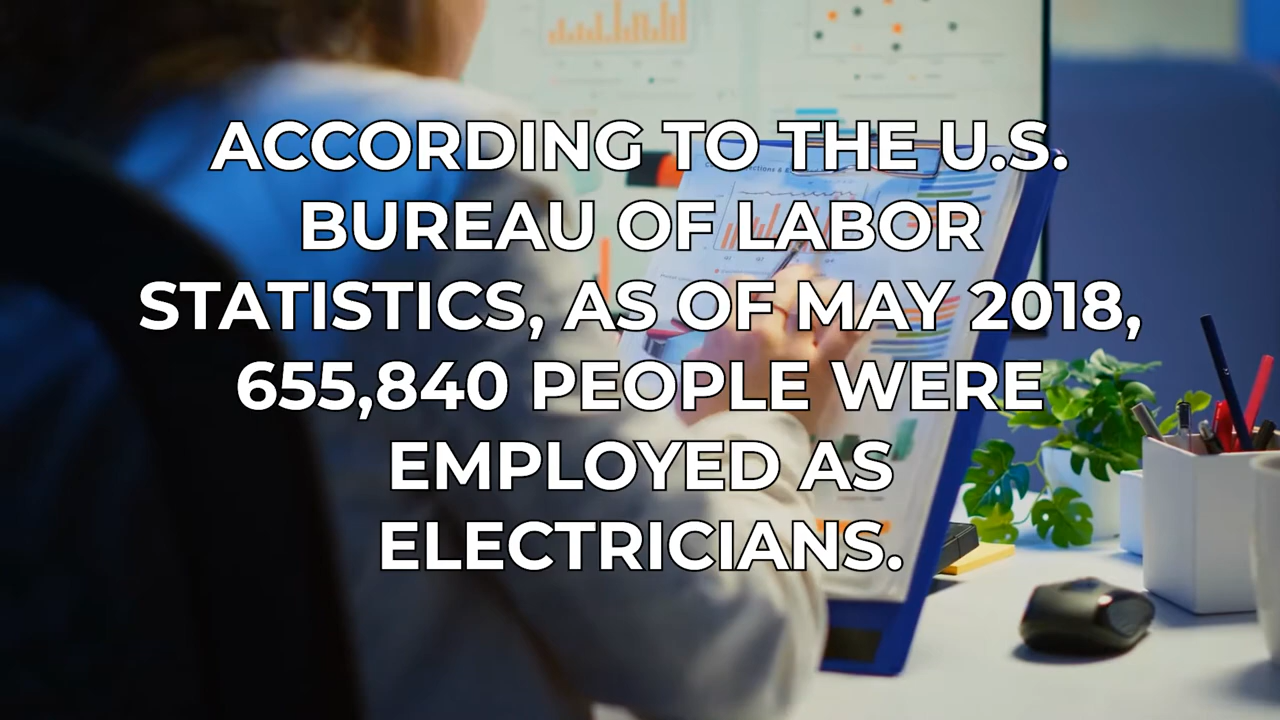 ACCORDING TO THE U.S.
BUREAU OF LABOR
STATISTICS, AS OF MAY 2018,
655,840 PEOPLE WERE
EMPLOYED AS
ELECTRICIANS.